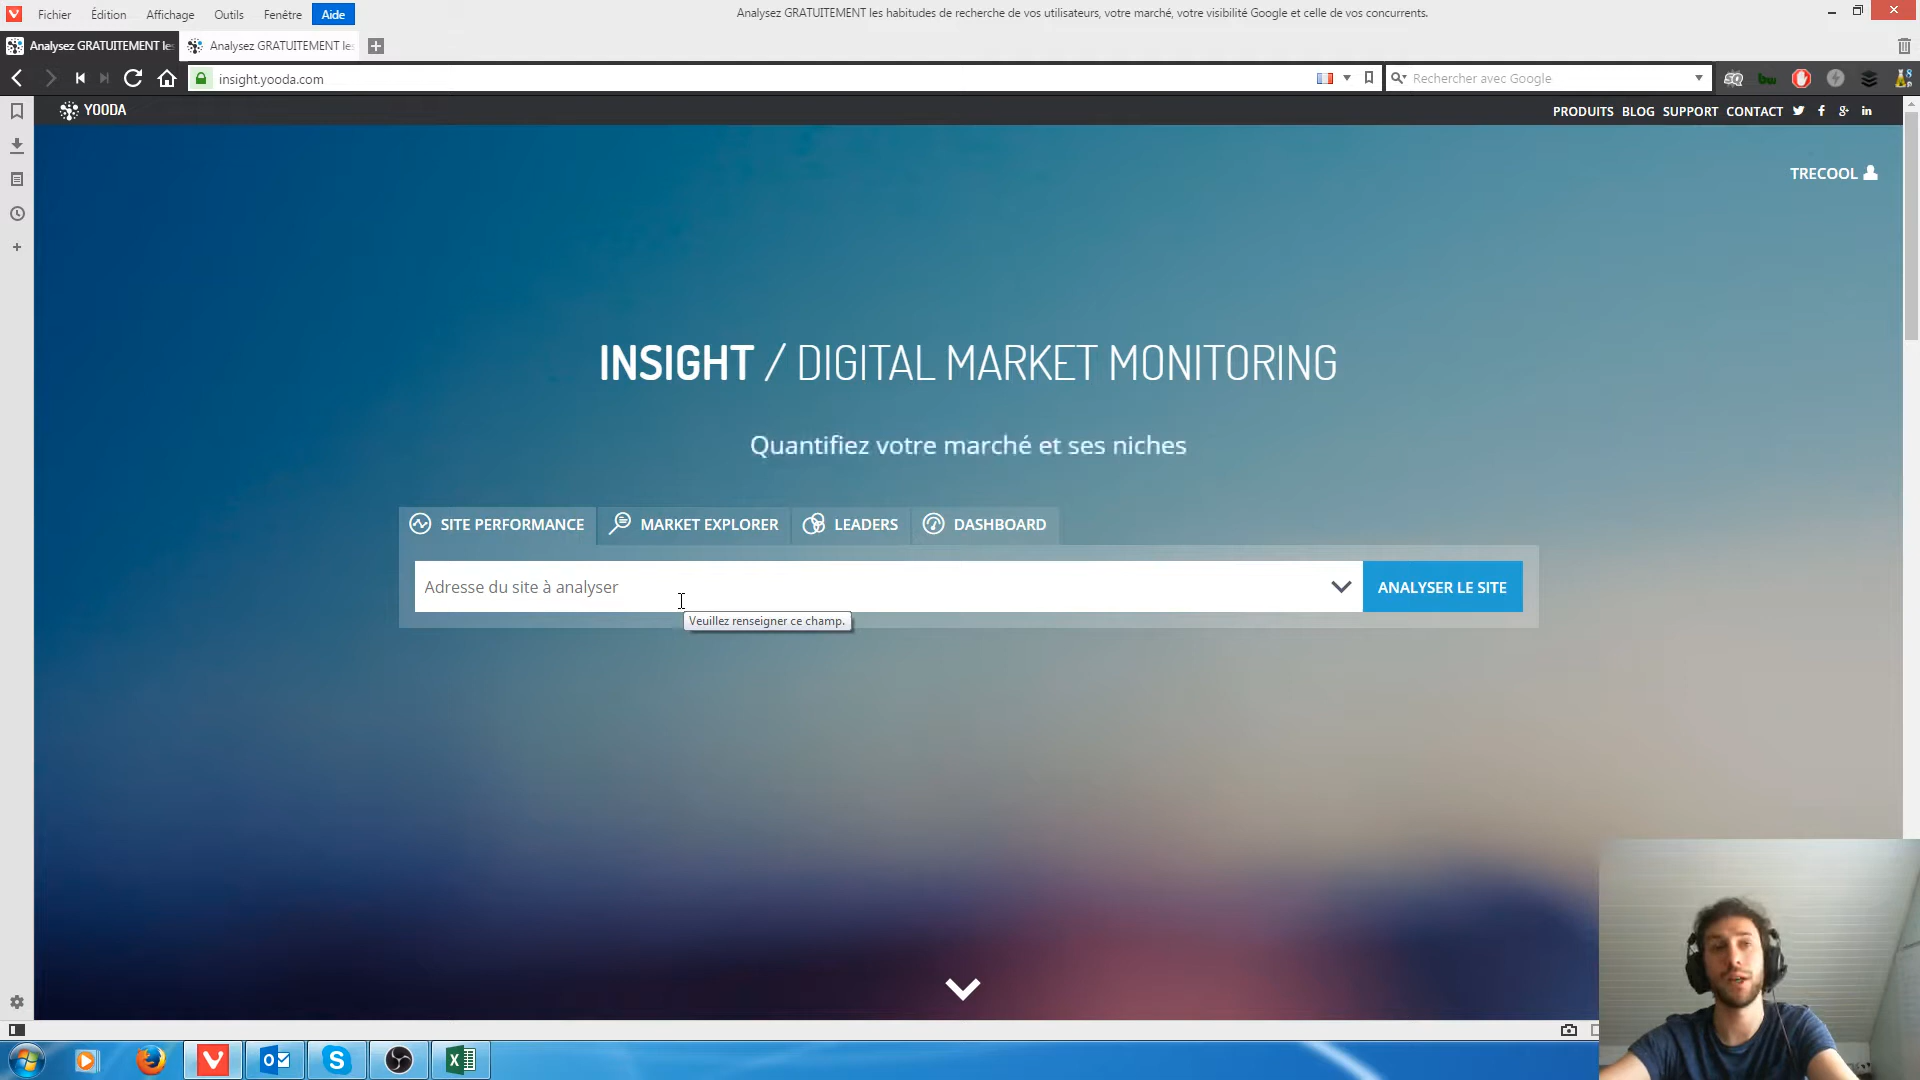 Fichier Édition Affichage Outils Fenêtre Aide
Analysez GRATUITEMENT les habitudes de recherche de vos utilisateurs, votre marché, votre visibilité Google et celle de vos concurrents.
Analysez GRATUITEMENT les
Analysez GRATUITEMENT les
insight.yooda.com
Rechercher avec Google
YOODA
PRODUITS BLOG SUPPORT CONTACT
TRECOOL
INSIGHT / DIGITAL MARKET MONITORING
Quantifiez votre marché et ses niches
SITE PERFORMANCE MARKET EXPLORER LEADERS DASHBOARD
Adresse du site à analyser
ANALYSER LE SITE
Veuillez renseigner ce champ.